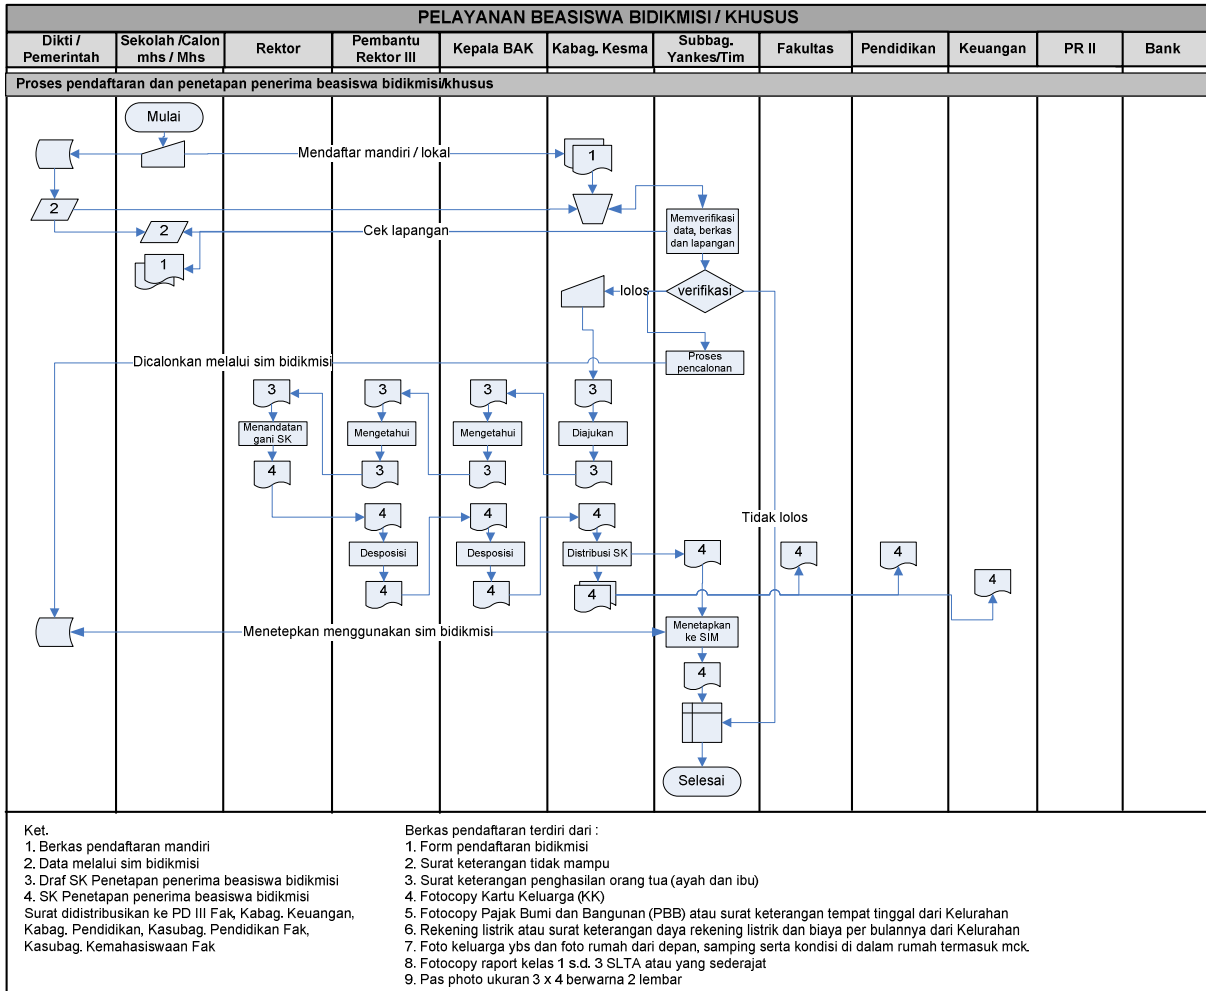 PELAYANAN BEASISWA BIDIKMISI / KHUSUS
Dikti /
Pemerintah
Sekolah /Calon
mhs / Mhs
Rektor
Pembantu
Rektor III
Kepala BAK
Kabag. Kesma
Subbag.
Yankes/Tim
Fakultas
Pendidikan
Keuangan
PR II
Bank
Proses pendaftaran dan penetapan penerima beasiswa bidikmisi/khusus
Mulai
Mendaftar mandiri / lokal
1
2
2
Cek lapangan
Memverifikasi
data, berkas
dan lapangan
1
lolos
verifikasi
Dicalonkan melalui sim bidikmisi
Proses
pencalonan
3
3
3
3
Menandatan
gani SK
Mengetahui
Mengetahui
Diajukan
4
3
3
3
4
4
4
Tidak lolos
Desposisi
Desposisi
Distribusi SK
4
4
4
4
4
4
4
Menetepkan menggunakan sim bidikmisi
Menetapkan
ke SIM
4
Selesai
Ket.
1. Berkas pendaftaran mandiri
2. Data melalui sim bidikmisi
3. Draf SK Penetapan penerima beasiswa bidikmisi
4. SK Penetapan penerima beasiswa bidikmisi
Surat didistribusikan ke PD III Fak, Kabag. Keuangan,
Kabag. Pendidikan, Kasubag. Pendidikan Fak,
Kasubag. Kemahasiswaan Fak
Berkas pendaftaran terdiri dari :
1. Form pendaftaran bidikmisi
2. Surat keterangan tidak mampu
3. Surat keterangan penghasilan orang tua (ayah dan ibu)
4. Fotocopy Kartu Keluarga (KK)
5. Fotocopy Pajak Bumi dan Bangunan (PBB) atau surat keterangan tempat tinggal dari Kelurahan
6. Rekening listrik atau surat keterangan daya rekening listrik dan biaya per bulannya dari Kelurahan
7. Foto keluarga ybs dan foto rumah dari depan, samping serta kondisi di dalam rumah termasuk mck.
8. Fotocopy raport kelas 1 s.d. 3 SLTA atau yang sederajat
9. Pas photo ukuran 3 x 4 berwarna 2 lembar